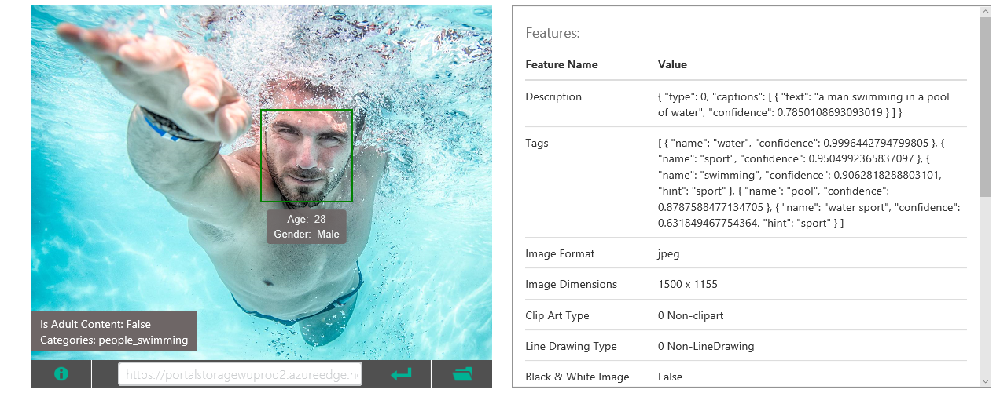 Age: 28
Gender: Male
Is Adult Content: False
Categories: people_swimming
https://portalstoragewuprod2.azureedge.ne
Features:
Feature Name Value
Description { "type": 0, "captions": [ { "text": "a man swimming in a pool
of water", "confidence": 0.7850108693093019 } ] }
Tags [ { "name": "water", "confidence": 0.9996442794799805 }, {
"name": "sport", "confidence": 0.9504992365837097 }, {
"name": "swimming", "confidence": 0.9062818288803101,
"hint": "sport" }, { "name": "pool", "confidence":
0.8787588477134705 }, { "name": "water sport", "confidence":
0.631849467754364, "hint": "sport" } ]
Image Format jpeg
Image Dimensions 1500 x 1155
Clip Art Type 0 Non-clipart
Line Drawing Type 0 Non-LineDrawing
Black & White Image False